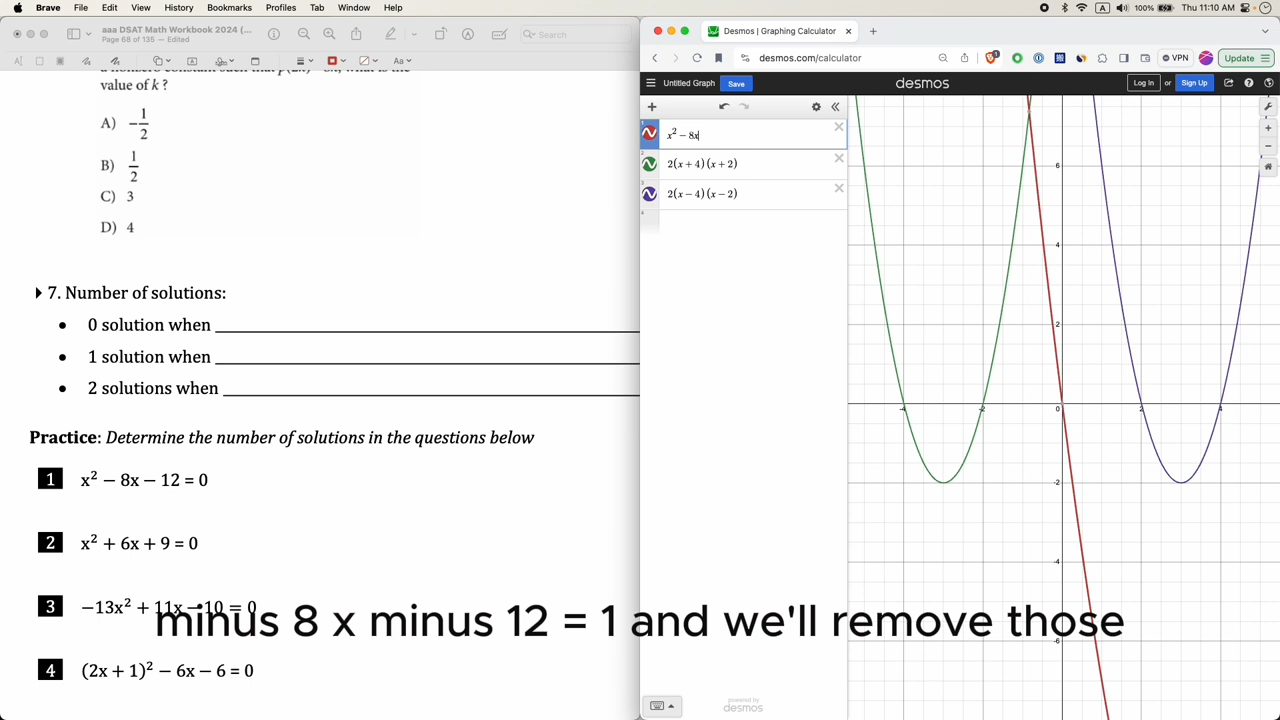 Brave File Edit View History Bookmarks Profiles Tab Window Help
100% Thu 11:10 AM
aaa DSAT Math Workbook 2024 (...
Page 68 of 135 — Edited
Search
Aa
Desmos | Graphing Calculator
desmos.com/calculator
VPN
Update
Untitled Graph
Save
desmos
Log In or Sign Up
value of k ?
A) −1/2
B) 1/2
C) 3
D) 4
7. Number of solutions:
• 0 solution when
• 1 solution when
• 2 solutions when
Practice: Determine the number of solutions in the questions below
1 x² − 8x − 12 = 0
2 x² + 6x + 9 = 0
3 −13x² + 11x − 10 = 0
4 (2x + 1)² − 6x − 6 = 0
1 x² − 8x
2 2(x + 4)(x + 2)
3 2(x − 4)(x − 2)
4
6
4
2
-4 -2 0 2 4
-2
-4
-6
powered by
desmos
minus 8 x minus 12 = 1 and we'll remove those